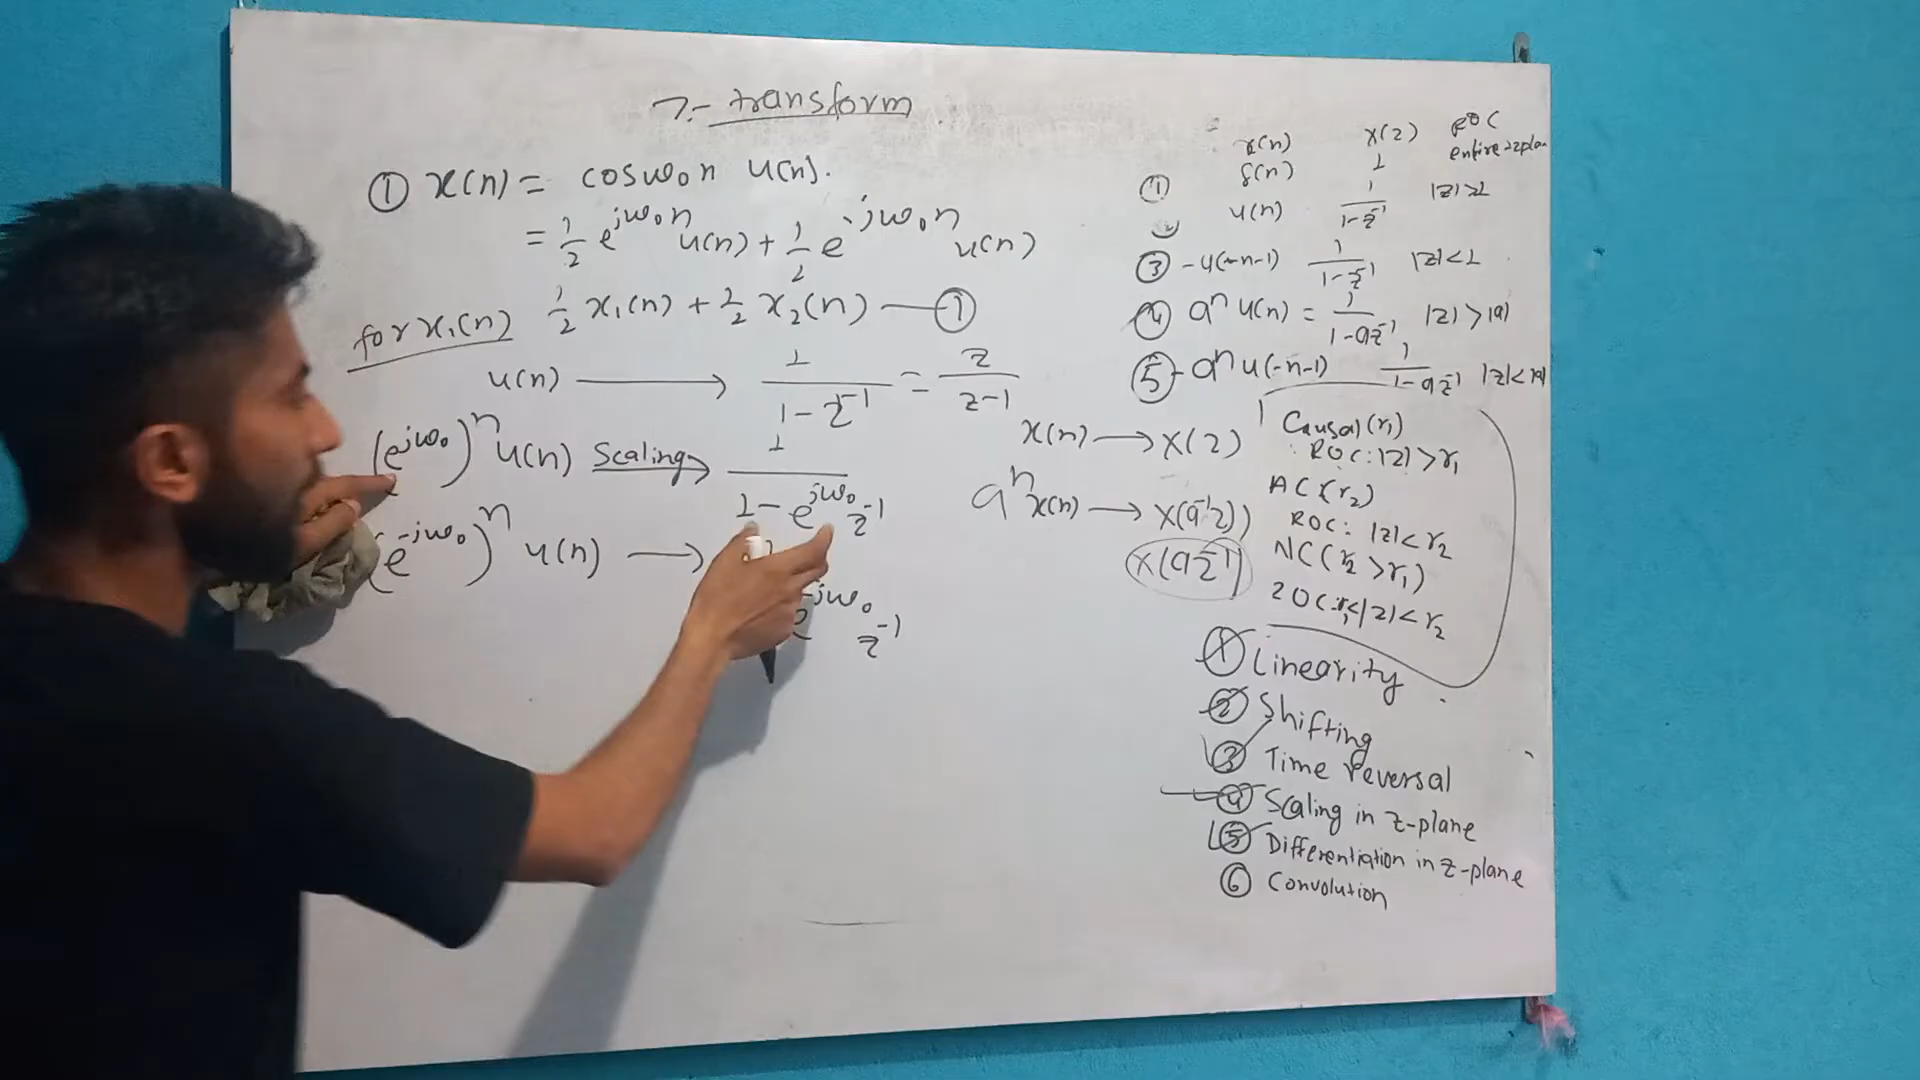 Z-transform
① x(n) = cosω₀n u(n).
= 1/2 e^{jω₀n} u(n) + 1/2 e^{-jω₀n} u(n)
1/2 x₁(n) + 1/2 x₂(n) — ①
for x₁(n)
u(n) ⟶ 1/(1-z⁻¹) = z/(z-1)
(e^{jω₀})ⁿ u(n) Scaling→ 1/(1-e^{jω₀}z⁻¹)
(e^{-jω₀})ⁿ u(n) ⟶
e^{-jω₀} z⁻¹
x(n) X(z) ROC
① δ(n) 1 entire z plan
u(n) 1/(1-z⁻¹) |z|>1
③ -u(-n-1) 1/(1-z⁻¹) |z|<1
④ aⁿ u(n) = 1/(1-az⁻¹) |z|>|a|
⑤ -aⁿ u(-n-1) 1/(1-az⁻¹) |z|<|a|
x(n) ⟶ X(z)
aⁿx(n) ⟶ X(a⁻¹z))
X(az⁻¹)
Causal(r₁)
ROC: |z|>r₁
AC(r₂)
ROC: |z|<r₂
NC(r₂>r₁)
ROC: r₁<|z|<r₂
① Linearity
② Shifting
③ Time reversal
④ Scaling in z-plane
⑤ Differentiation in z-plane
⑥ Convolution